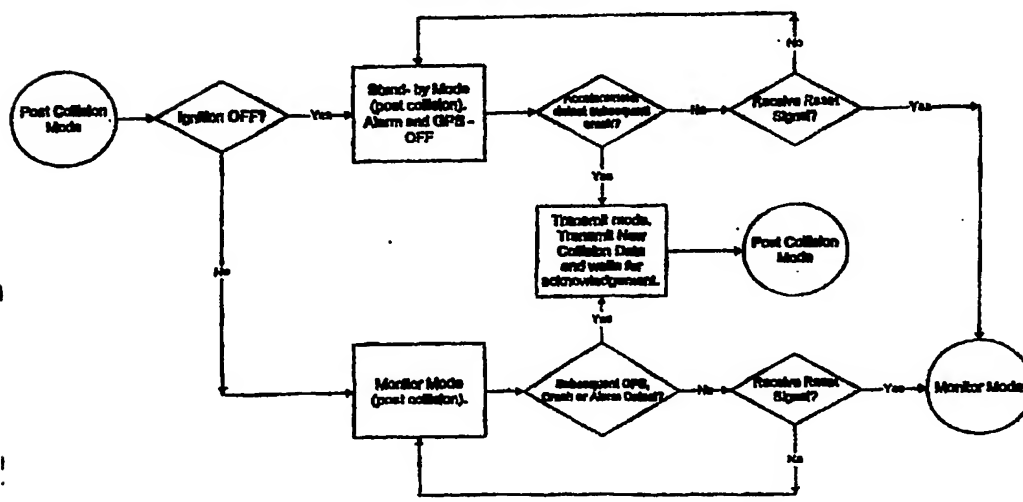 No
Post Collision
Mode
Ignition OFF?
Yes
Stand- by Mode
(post collision).
Alarm and GPS -
OFF
Accelerometer
detect subsequent
crash?
No
Receive Reset
Signal?
Yes
Yes
Transmit mode.
Transmit New
Collision Data
and waits for
acknowledgement.
Post Collision
Mode
No
Yes
Monitor Mode
(post collision).
Subsequent GPS,
Crash or Alarm Detect?
No
Receive Reset
Signal?
Yes
Monitor Mode
No